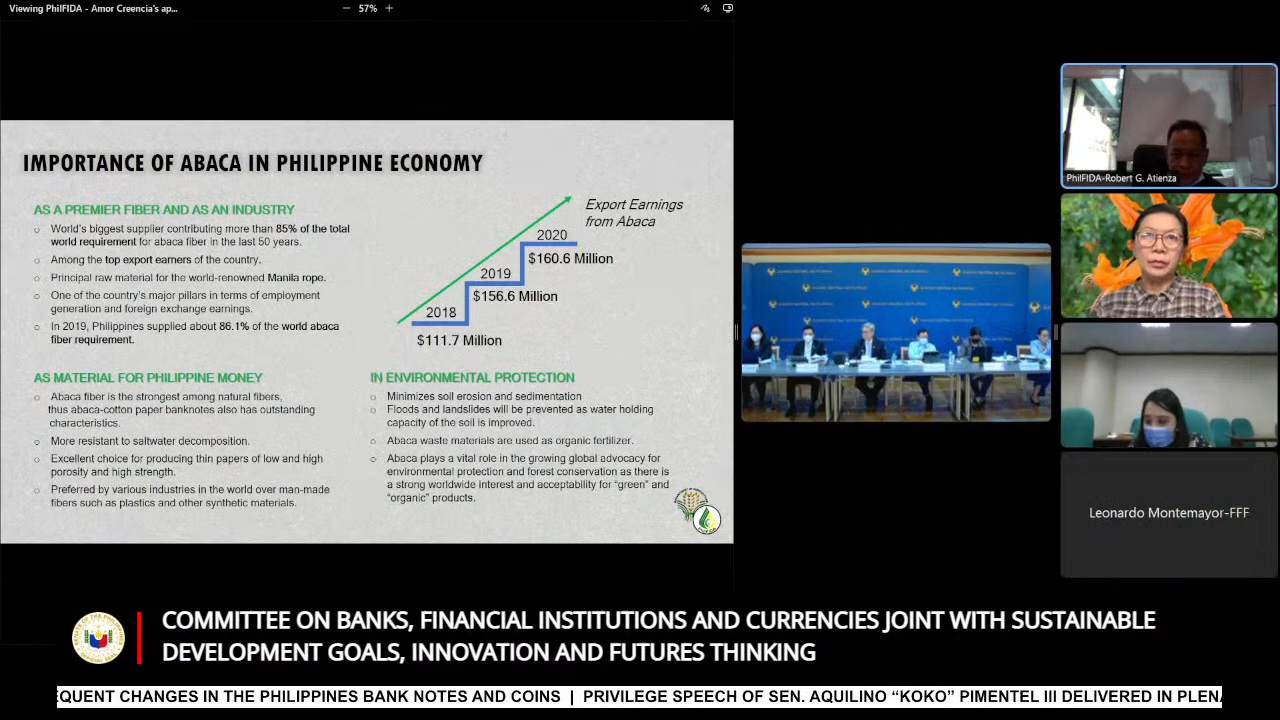 Viewing PhilFIDA - Amor Creencia's ap...
57%
IMPORTANCE OF ABACA IN PHILIPPINE ECONOMY
AS A PREMIER FIBER AND AS AN INDUSTRY
World's biggest supplier contributing more than 85% of the total
world requirement for abaca fiber in the last 50 years.
Among the top export earners of the country.
Principal raw material for the world-renowned Manila rope.
One of the country's major pillars in terms of employment
generation and foreign exchange earnings.
In 2019, Philippines supplied about 86.1% of the world abaca
fiber requirement.
Export Earnings
from Abaca
2020
$160.6 Million
2019
$156.6 Million
2018
$111.7 Million
AS MATERIAL FOR PHILIPPINE MONEY
Abaca fiber is the strongest among natural fibers,
thus abaca-cotton paper banknotes also has outstanding
characteristics.
More resistant to saltwater decomposition.
Excellent choice for producing thin papers of low and high
porosity and high strength.
Preferred by various industries in the world over man-made
fibers such as plastics and other synthetic materials.
IN ENVIRONMENTAL PROTECTION
Minimizes soil erosion and sedimentation
Floods and landslides will be prevented as water holding
capacity of the soil is improved.
Abaca waste materials are used as organic fertilizer.
Abaca plays a vital role in the growing global advocacy for
environmental protection and forest conservation as there is
a strong worldwide interest and acceptability for "green" and
"organic" products.
PhilFIDA-Robert G. Atienza
Leonardo Montemayor-FFF
COMMITTEE ON BANKS, FINANCIAL INSTITUTIONS AND CURRENCIES JOINT WITH SUSTAINABLE
DEVELOPMENT GOALS, INNOVATION AND FUTURES THINKING
EQUENT CHANGES IN THE PHILIPPINES BANK NOTES AND COINS | PRIVILEGE SPEECH OF SEN. AQUILINO "KOKO" PIMENTEL III DELIVERED IN PLENA